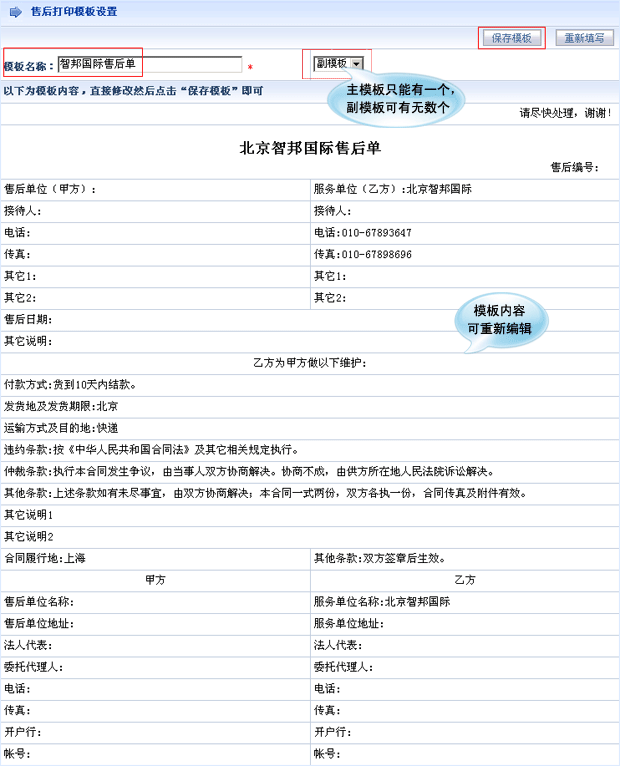 售后打印模板设置
保存模板 重新填写
模板名称：智邦国际售后单 * 副模板
主模板只能有一个，
副模板可有无数个
以下为模板内容，直接修改然后点击“保存模板”即可
请尽快处理，谢谢！
北京智邦国际售后单
售后编号：
售后单位（甲方）： 服务单位（乙方）:北京智邦国际
接待人: 接待人:
电话: 电话:010-67893647
传真: 传真:010-67898696
其它1: 其它1:
其它2: 其它2:
售后日期:
其它说明:
模板内容
可重新编辑
乙方为甲方做以下维护:
付款方式:货到10天内结款。
发货地及发货期限:北京
运输方式及目的地:快递
违约条款:按《中华人民共和国合同法》及其它相关规定执行。
仲裁条款:执行本合同发生争议，由当事人双方协商解决。协商不成，由供方所在地人民法院诉讼解决。
其他条款:上述条款如有未尽事宜，由双方协商解决；本合同一式两份，双方各执一份，合同传真及附件有效。
其它说明1
其它说明2
合同履行地:上海 其他条款:双方签章后生效。
甲方 乙方
售后单位名称: 服务单位名称:北京智邦国际
售后单位地址: 服务单位地址:
法人代表: 法人代表:
委托代理人: 委托代理人:
电话: 电话:
传真: 传真:
开户行: 开户行:
帐号: 帐号: